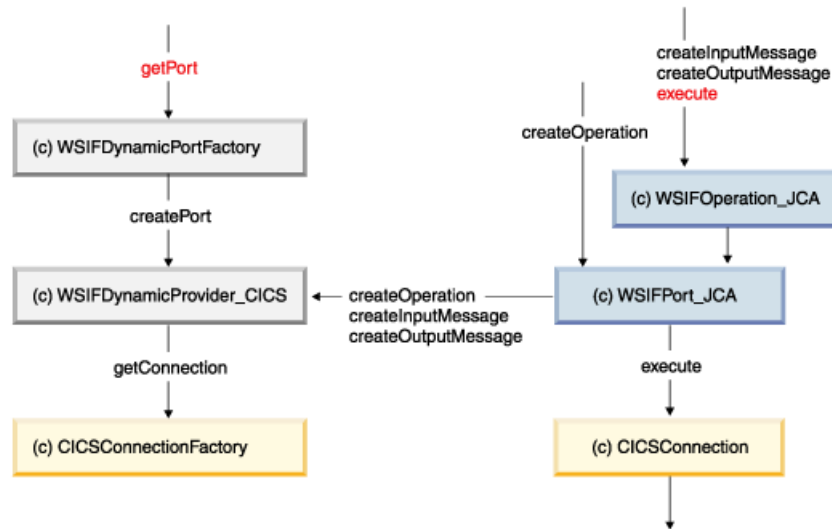 getPort
(c) WSIFDynamicPortFactory
createPort
(c) WSIFDynamicProvider_CICS
getConnection
(c) CICSConnectionFactory
createInputMessage
createOutputMessage
execute
createOperation
(c) WSIFOperation_JCA
(c) WSIFPort_JCA
createOperation
createInputMessage
createOutputMessage
execute
(c) CICSConnection